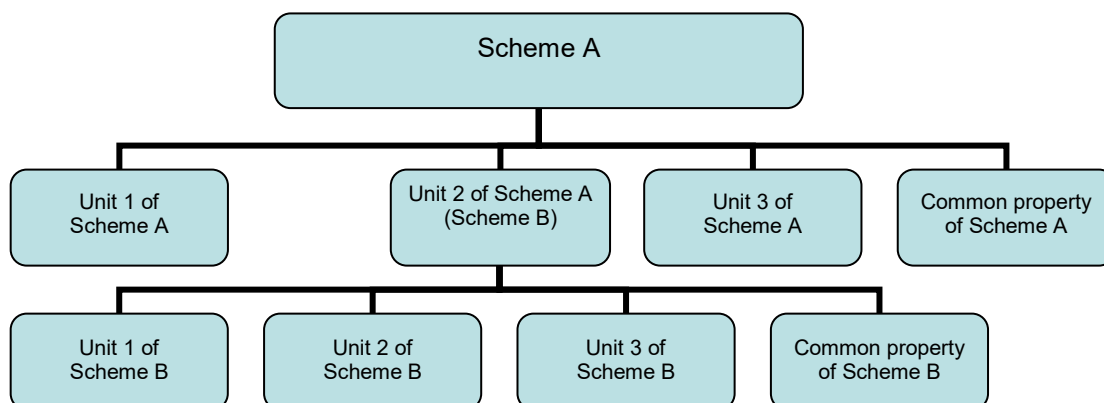 Scheme A
Unit 1 of
Scheme A
Unit 2 of Scheme A
(Scheme B)
Unit 3 of
Scheme A
Common property
of Scheme A
Unit 1 of
Scheme B
Unit 2 of
Scheme B
Unit 3 of
Scheme B
Common property
of Scheme B